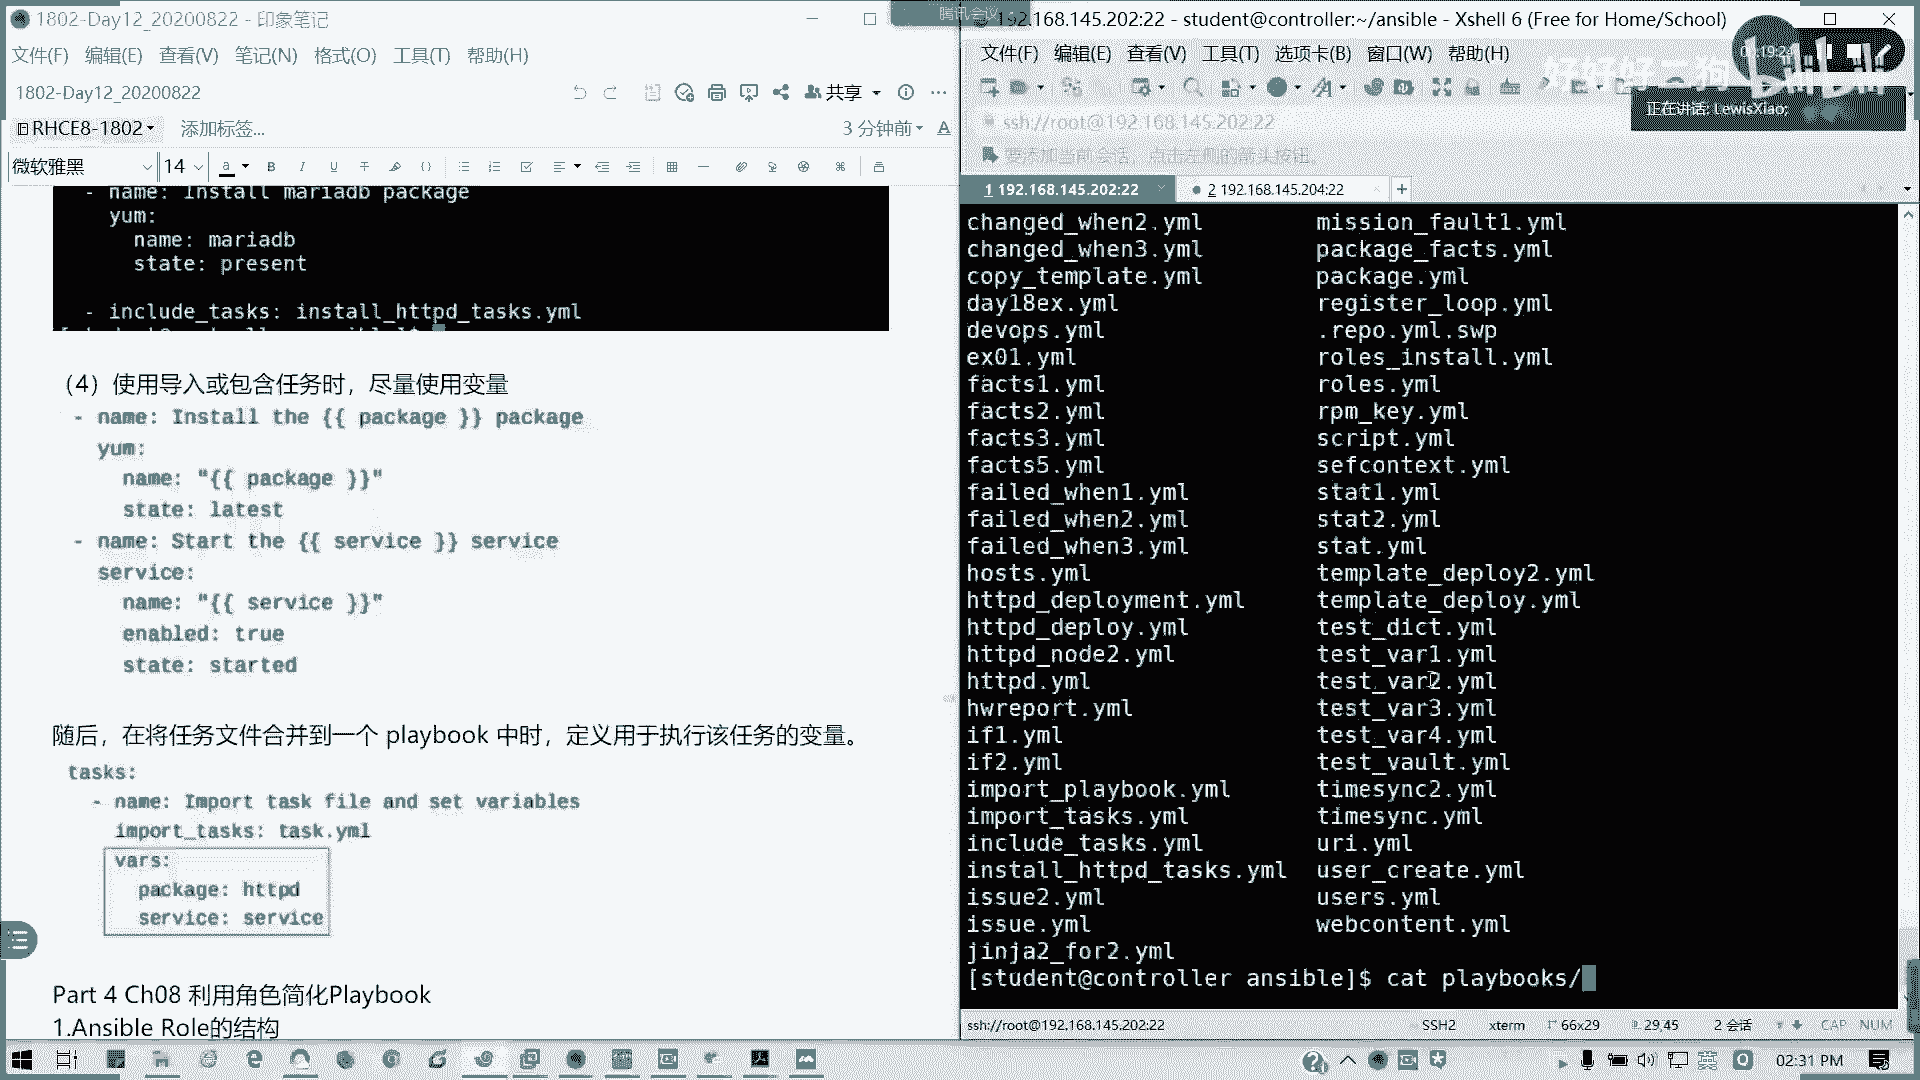 1802-Day12_20200822 - 印象笔记
文件(F) 编辑(E) 查看(V) 笔记(N) 格式(O) 工具(T) 帮助(H)
1802-Day12_20200822
共享
RHCE8-1802
添加标签...
3 分钟前
微软雅黑
14
- name: Install mariadb package
yum:
name: mariadb
state: present
- include_tasks: install_httpd_tasks.yml
（4）使用导入或包含任务时，尽量使用变量
- name: Install the {{ package }} package
yum:
name: "{{ package }}"
state: latest
- name: Start the {{ service }} service
service:
name: "{{ service }}"
enabled: true
state: started
随后，在将任务文件合并到一个 playbook 中时，定义用于执行该任务的变量。
tasks:
- name: Import task file and set variables
import_tasks: task.yml
vars:
package: httpd
service: service
Part 4 Ch08 利用角色简化Playbook
1.Ansible Role的结构
腾讯会议
192.168.145.202:22 - student@controller:~/ansible - Xshell 6 (Free for Home/School)
文件(F) 编辑(E) 查看(V) 工具(T) 选项卡(B) 窗口(W) 帮助(H)
好好好二狗
bilibili
正在讲话: LewisXiao;
ssh://root@192.168.145.202:22
要添加当前会话，点击左侧的箭头按钮。
1 192.168.145.202:22
2 192.168.145.204:22
changed_when2.yml mission_fault1.yml
changed_when3.yml package_facts.yml
copy_template.yml package.yml
day18ex.yml register_loop.yml
devops.yml .repo.yml.swp
ex01.yml roles_install.yml
facts1.yml roles.yml
facts2.yml rpm_key.yml
facts3.yml script.yml
facts5.yml sefcontext.yml
failed_when1.yml stat1.yml
failed_when2.yml stat2.yml
failed_when3.yml stat.yml
hosts.yml template_deploy2.yml
httpd_deployment.yml template_deploy.yml
httpd_deploy.yml test_dict.yml
httpd_node2.yml test_var1.yml
httpd.yml test_var2.yml
hwreport.yml test_var3.yml
if1.yml test_var4.yml
if2.yml test_vault.yml
import_playbook.yml timesync2.yml
import_tasks.yml timesync.yml
include_tasks.yml uri.yml
install_httpd_tasks.yml user_create.yml
issue2.yml users.yml
issue.yml webcontent.yml
jinja2_for2.yml
[student@controller ansible]$ cat playbooks/
ssh://root@192.168.145.202:22 SSH2 xterm 66x29 29,45 2 会话 CAP NUM
英
02:31 PM